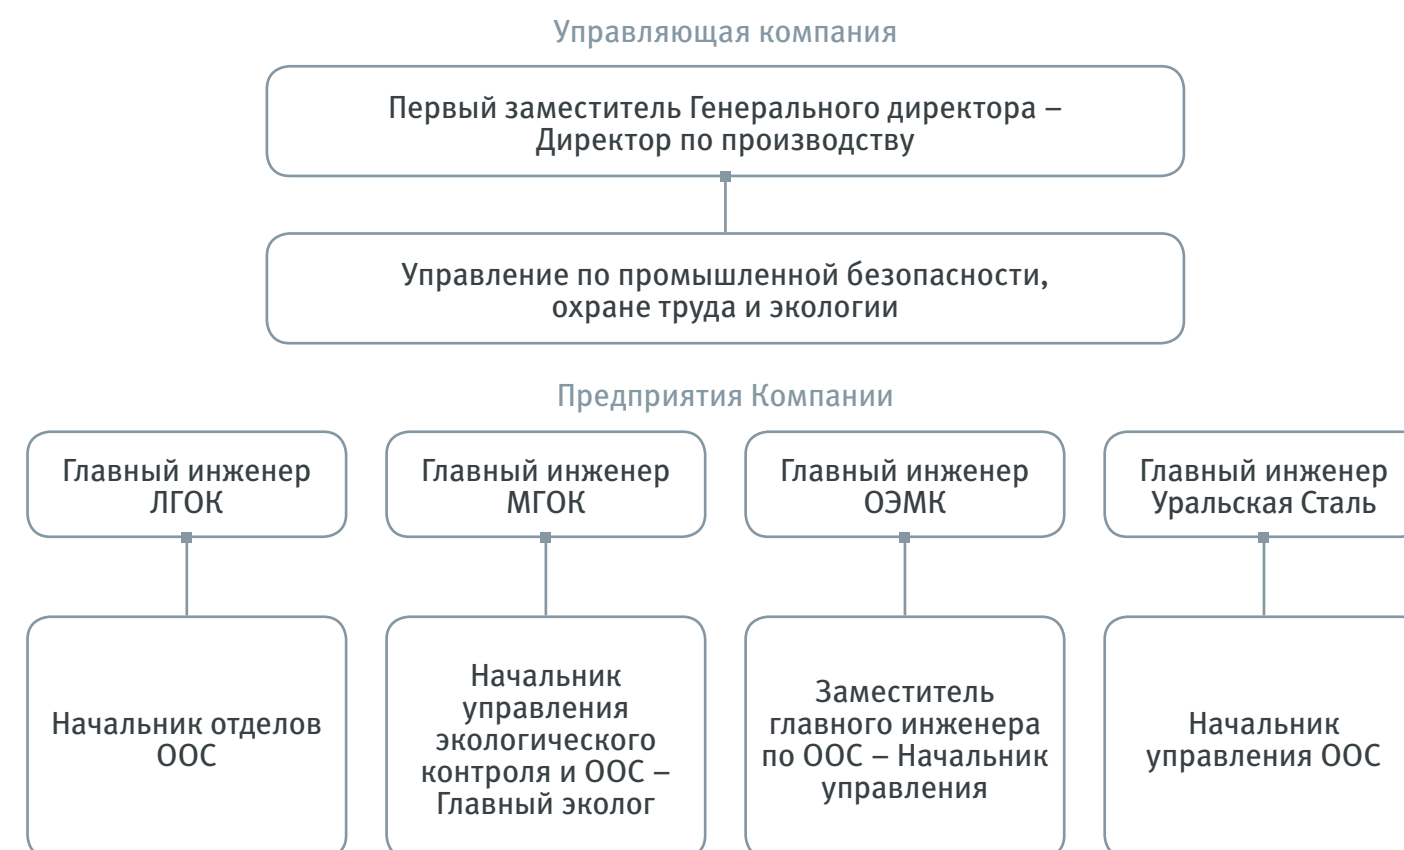 Управляющая компания
Первый заместитель Генерального директора –
Директор по производству
Управление по промышленной безопасности,
охране труда и экологии
Предприятия Компании
Главный инженер
ЛГОК
Главный инженер
МГОК
Главный инженер
ОЭМК
Главный инженер
Уральская Сталь
Начальник отделов
ООС
Начальник
управления
экологического
контроля и ООС –
Главный эколог
Заместитель
главного инженера
по ООС – Начальник
управления
Начальник
управления ООС